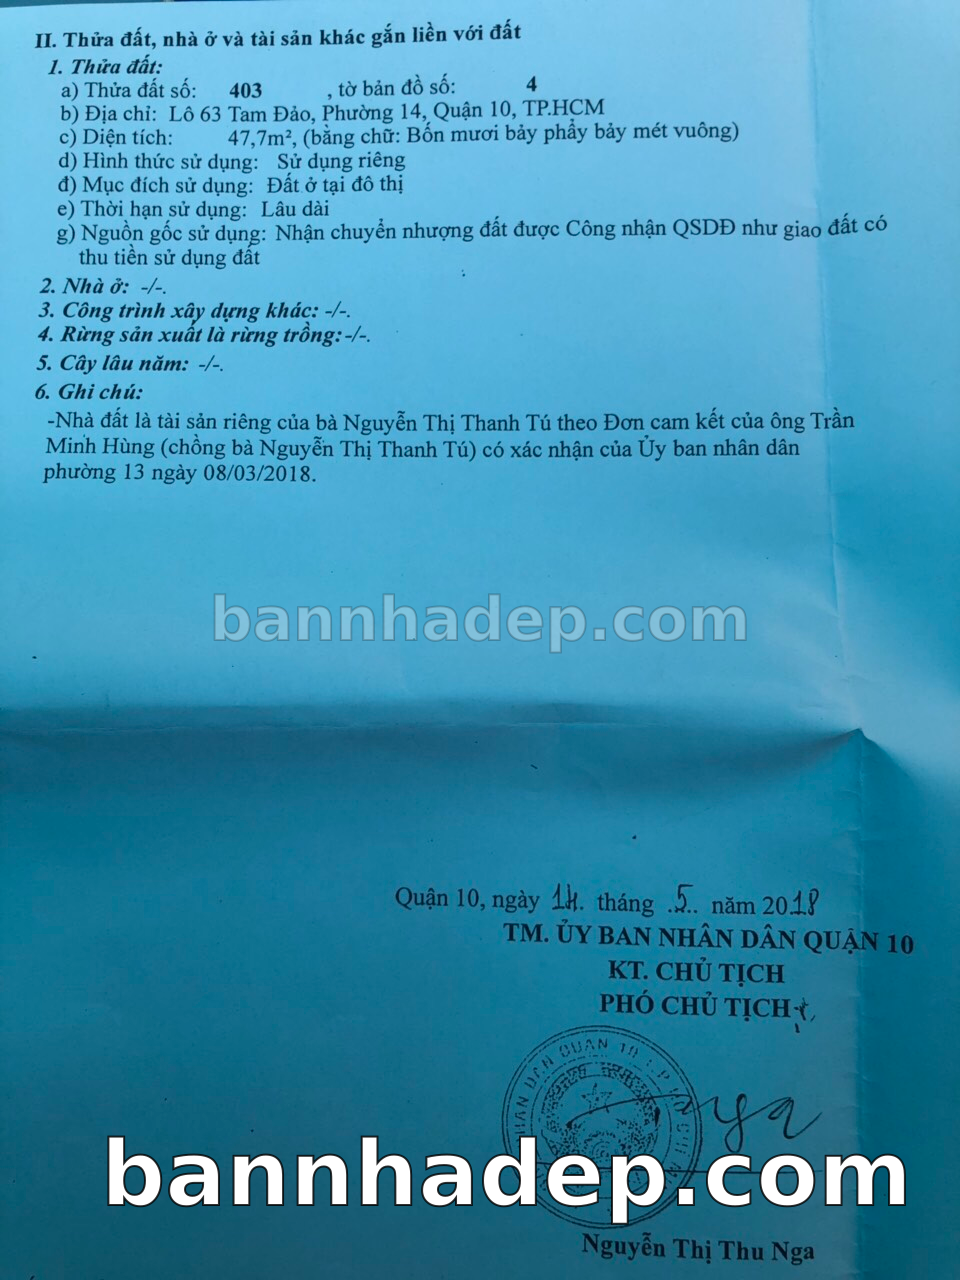 II. Thửa đất, nhà ở và tài sản khác gắn liền với đất
1. Thửa đất:
a) Thửa đất số: 403 , tờ bản đồ số: 4
b) Địa chỉ: Lô 63 Tam Đảo, Phường 14, Quận 10, TP.HCM
c) Diện tích: 47,7m², (bằng chữ: Bốn mươi bảy phẩy bảy mét vuông)
d) Hình thức sử dụng: Sử dụng riêng
đ) Mục đích sử dụng: Đất ở tại đô thị
e) Thời hạn sử dụng: Lâu dài
g) Nguồn gốc sử dụng: Nhận chuyển nhượng đất được Công nhận QSDĐ như giao đất có
thu tiền sử dụng đất
2. Nhà ở: -/-.
3. Công trình xây dựng khác: -/-.
4. Rừng sản xuất là rừng trồng: -/-.
5. Cây lâu năm: -/-.
6. Ghi chú:
-Nhà đất là tài sản riêng của bà Nguyễn Thị Thanh Tú theo Đơn cam kết của ông Trần
Minh Hùng (chồng bà Nguyễn Thị Thanh Tú) có xác nhận của Ủy ban nhân dân
phường 13 ngày 08/03/2018.
bannhadep.com
Quận 10, ngày 14. tháng .5.. năm 2018
TM. ỦY BAN NHÂN DÂN QUẬN 10
KT. CHỦ TỊCH
PHÓ CHỦ TỊCH
DÂN QUẬN 10
bannhadep.com
Nguyễn Thị Thu Nga